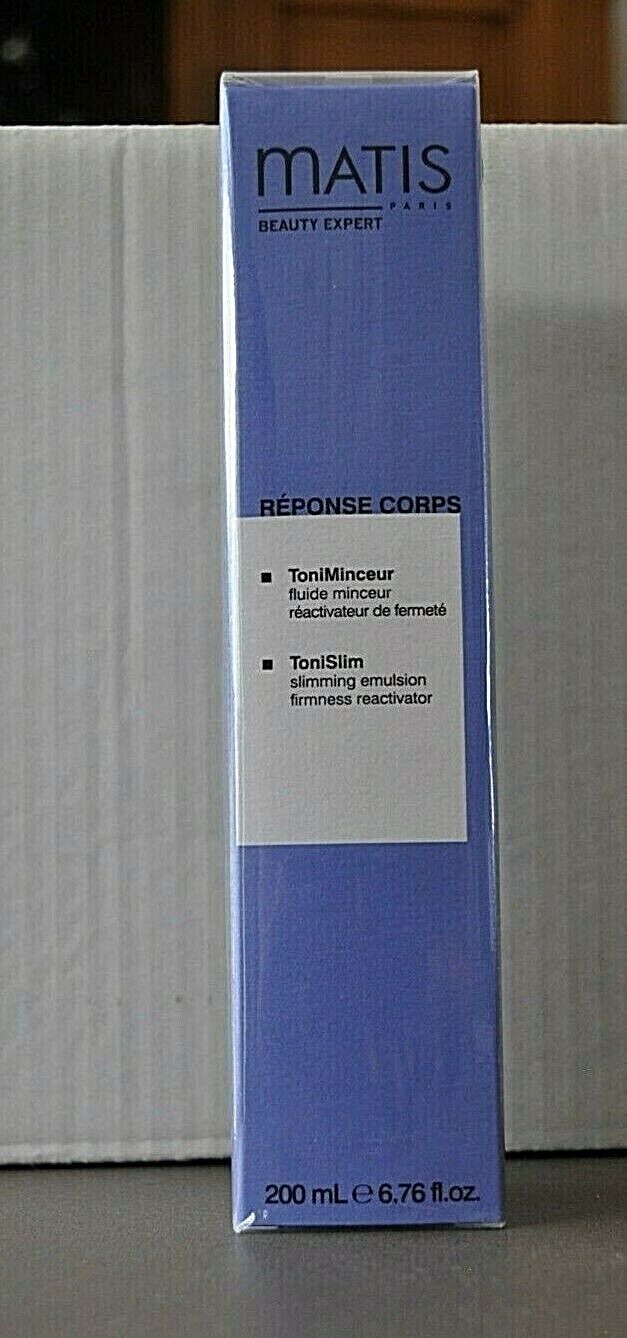 MATIS
PARIS
BEAUTY EXPERT
RÉPONSE CORPS
■ ToniMinceur
fluide minceur
réactivateur de fermeté
■ ToniSlim
slimming emulsion
firmness reactivator
200 mL ℮ 6,76 fl.oz.